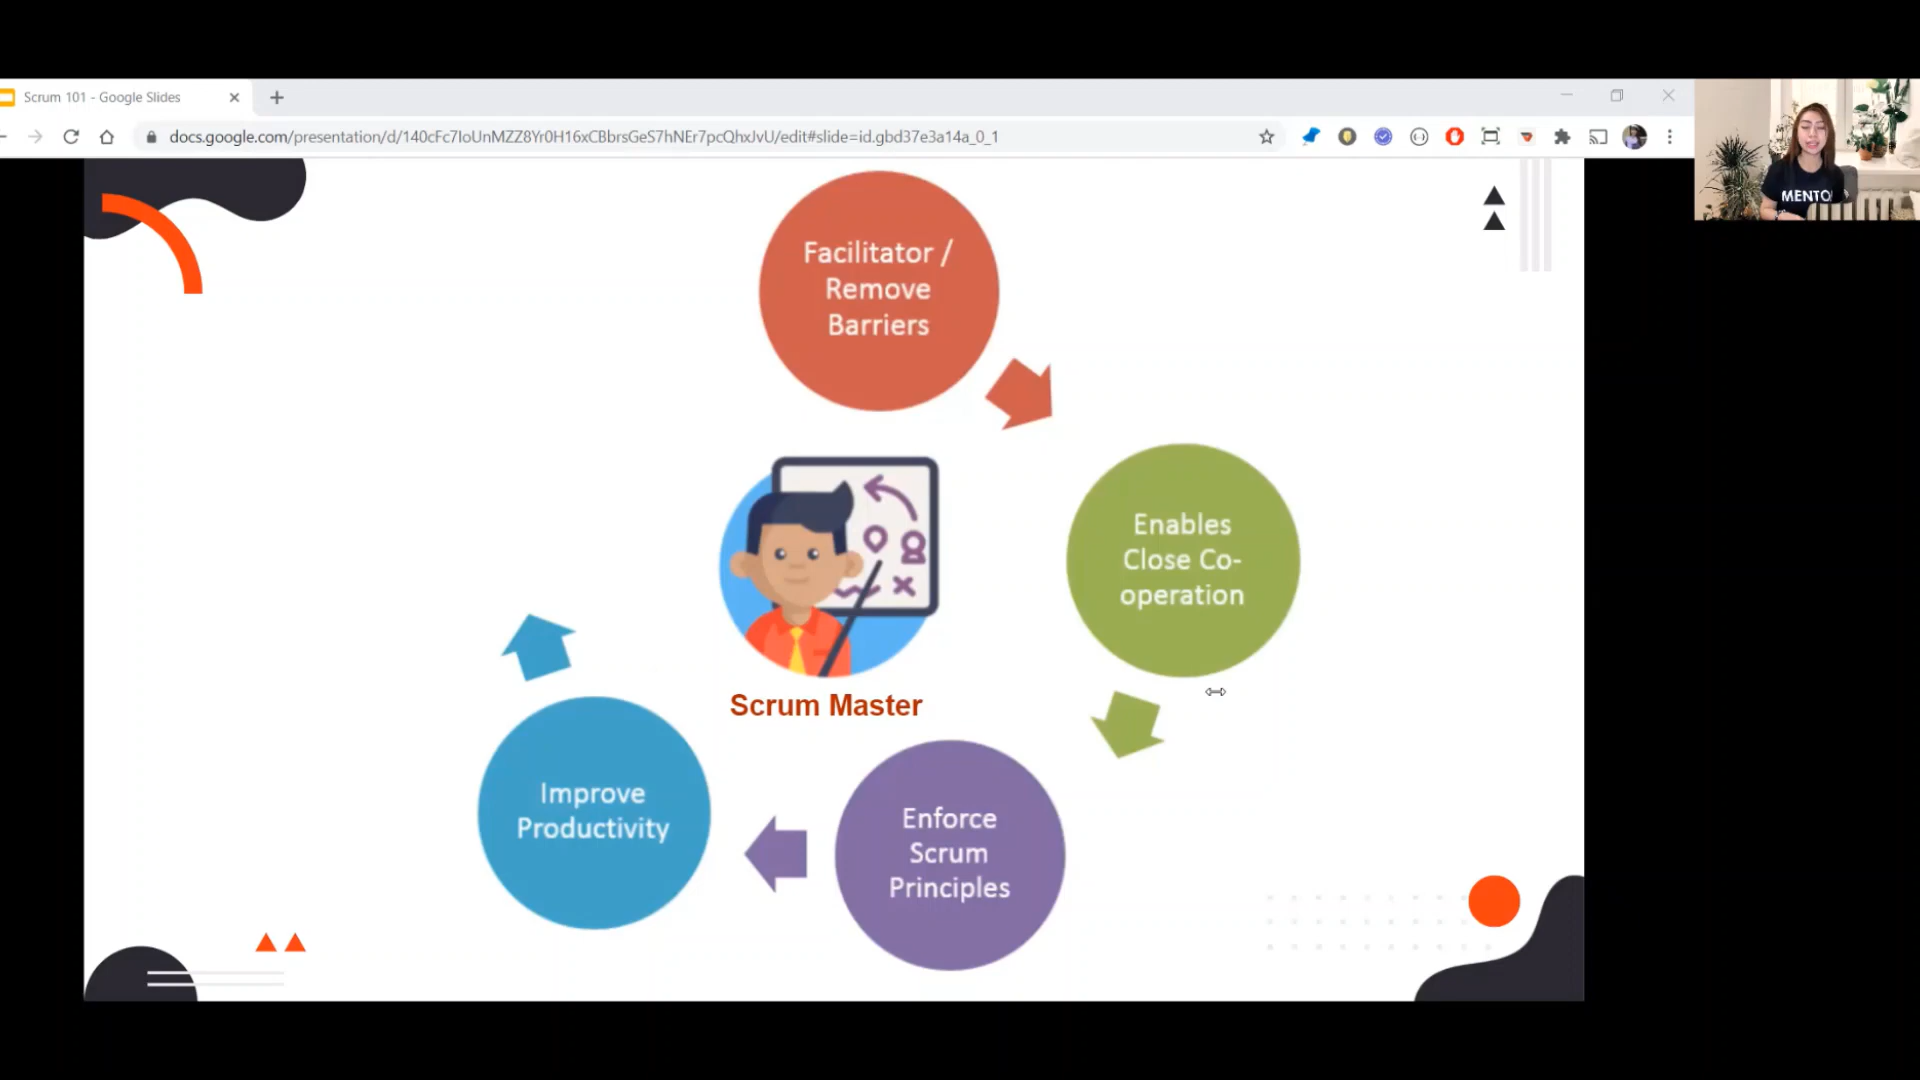 Scrum 101 - Google Slides
docs.google.com/presentation/d/140cFc7IoUnMZZ8Yr0H16xCBbrsGeS7hNEr7pcQhxJvU/edit#slide=id.gbd37e3a14a_0_1
MENTO
Facilitator /
Remove
Barriers
Enables
Close Co-
operation
Scrum Master
Improve
Productivity
Enforce
Scrum
Principles